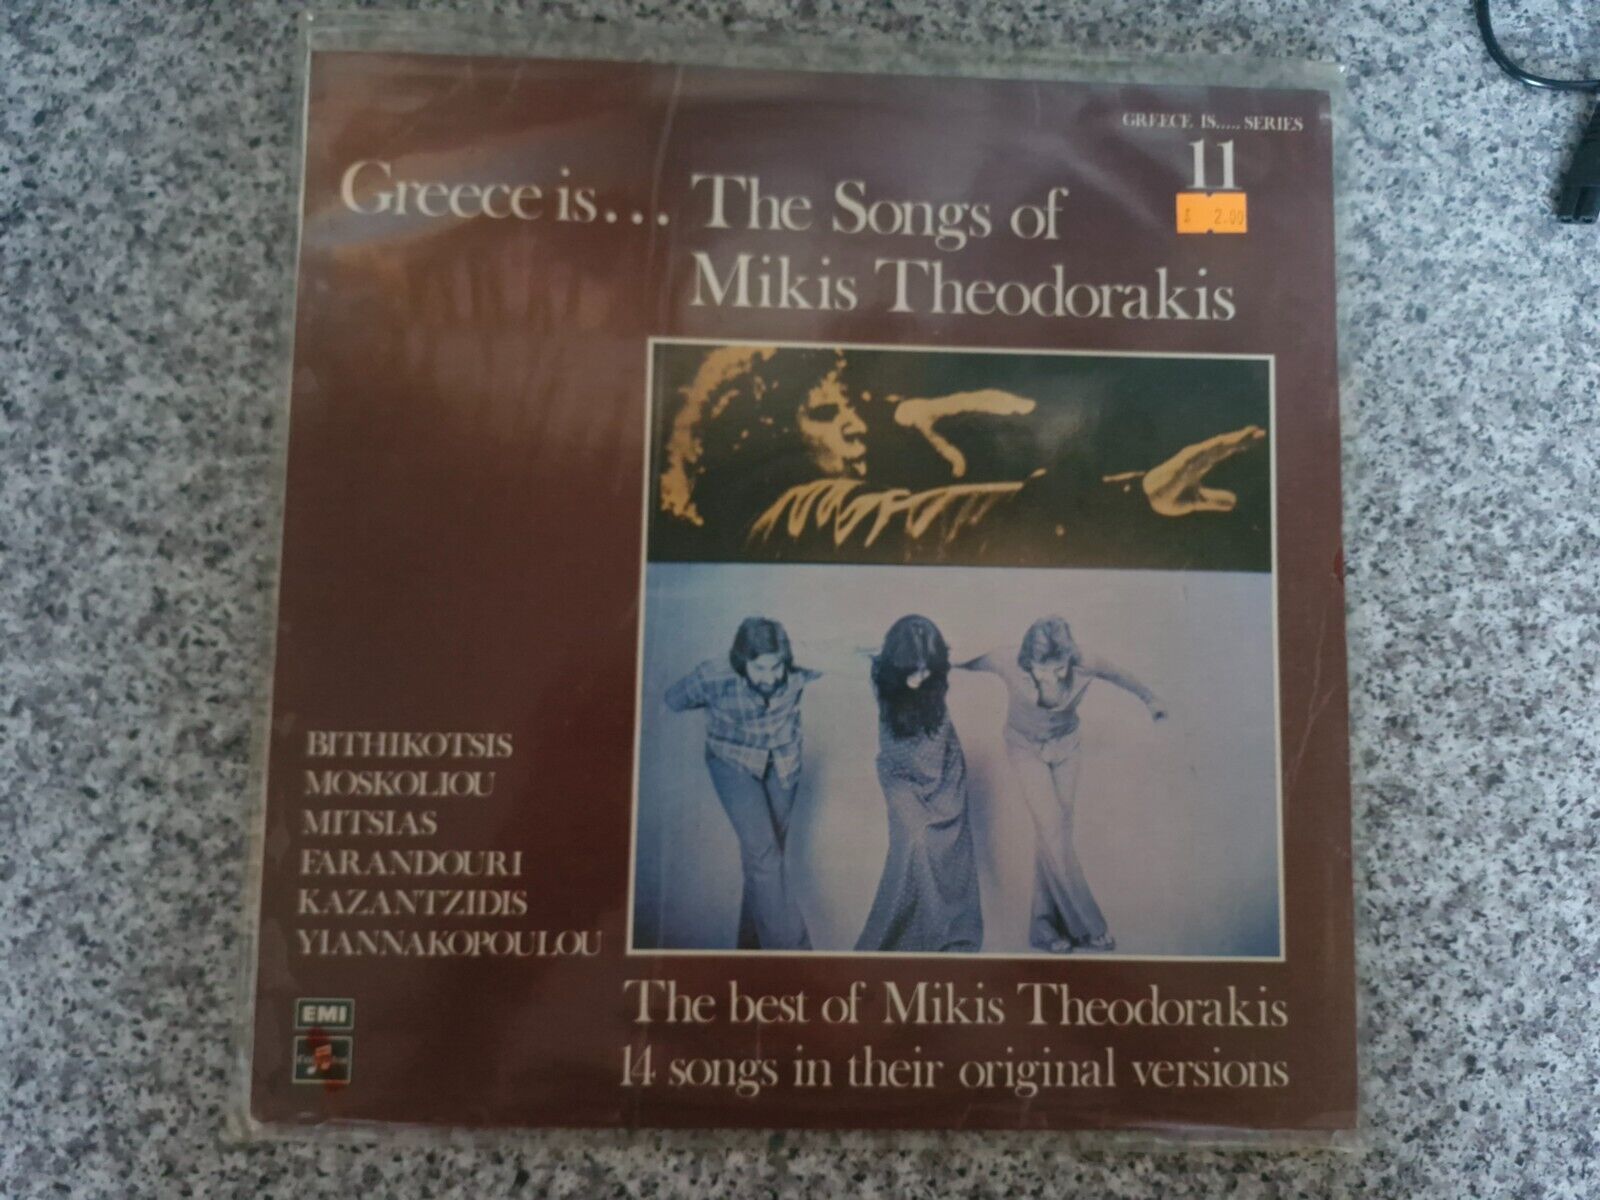 GREECE IS..... SERIES
11
£ 2.00
Greece is... The Songs of
Mikis Theodorakis
BITHIKOTSIS
MOSKOLIOU
MITSIAS
FARANDOURI
KAZANTZIDIS
YIANNAKOPOULOU
EMI
The best of Mikis Theodorakis
14 songs in their original versions